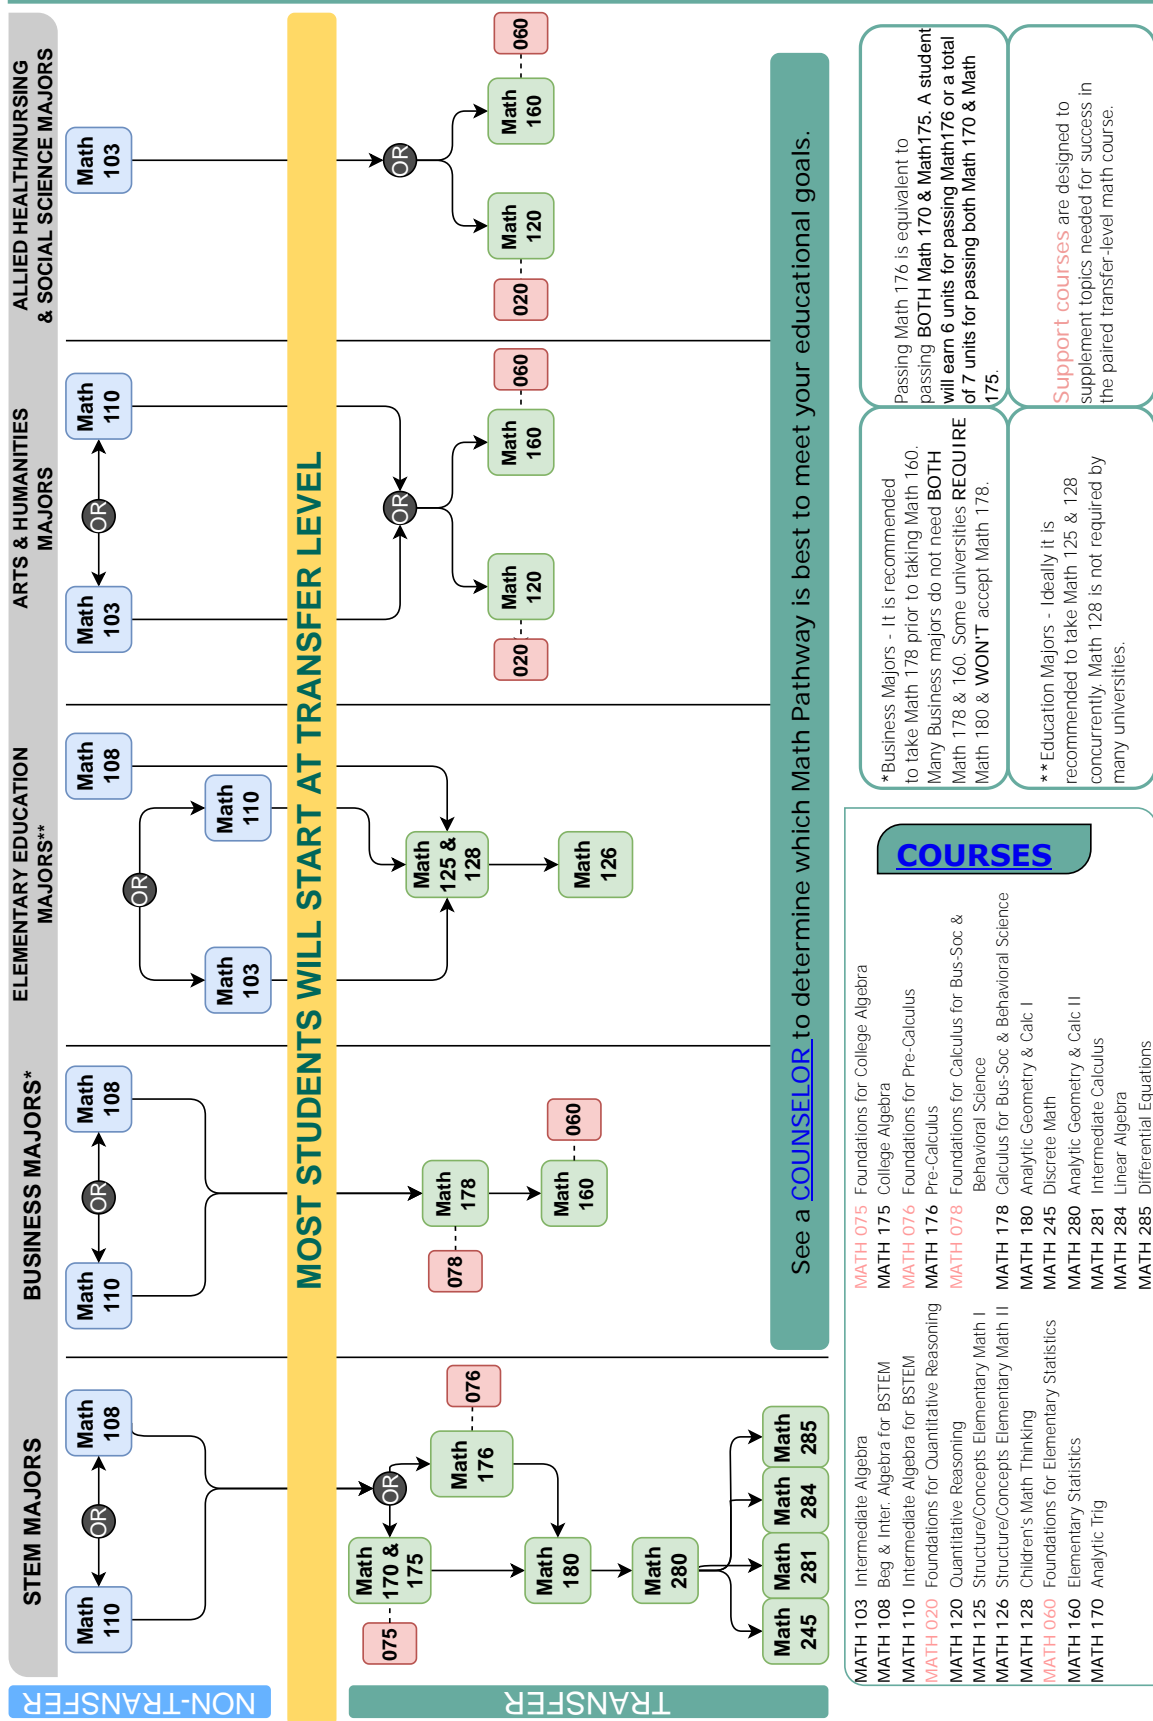 STEM MAJORS
BUSINESS MAJORS*
ELEMENTARY EDUCATION
MAJORS**
ARTS & HUMANITIES
MAJORS
ALLIED HEALTH/NURSING
& SOCIAL SCIENCE MAJORS
NON-TRANSFER
Math
110
OR
Math
108
Math
110
OR
Math
108
Math
103
OR
Math
110
Math
108
Math
103
OR
Math
110
Math
103
MOST STUDENTS WILL START AT TRANSFER LEVEL
TRANSFER
075
Math
170 &
175
OR
Math
176
076
Math
180
Math
280
Math
245
Math
281
Math
284
Math
285
078
Math
178
Math
160
060
Math
125 &
128
Math
126
OR
020
Math
120
Math
160
060
OR
020
Math
120
Math
160
060
See a COUNSELOR to determine which Math Pathway is best to meet your educational goals.
COURSES
MATH 103 Intermediate Algebra
MATH 108 Beg & Inter. Algebra for BSTEM
MATH 110 Intermediate Algebra for BSTEM
MATH 020 Foundations for Quantitative Reasoning
MATH 120 Quantitative Reasoning
MATH 125 Structure/Concepts Elementary Math I
MATH 126 Structure/Concepts Elementary Math II
MATH 128 Children's Math Thinking
MATH 060 Foundations for Elementary Statistics
MATH 160 Elementary Statistics
MATH 170 Analytic Trig
MATH 075 Foundations for College Algebra
MATH 175 College Algebra
MATH 076 Foundations for Pre-Calculus
MATH 176 Pre-Calculus
MATH 078 Foundations for Calculus for Bus-Soc &
Behavioral Science
MATH 178 Calculus for Bus-Soc & Behavioral Science
MATH 180 Analytic Geometry & Calc I
MATH 245 Discrete Math
MATH 280 Analytic Geometry & Calc II
MATH 281 Intermediate Calculus
MATH 284 Linear Algebra
MATH 285 Differential Equations
*Business Majors - It is recommended
to take Math 178 prior to taking Math 160.
Many Business majors do not need BOTH
Math 178 & 160. Some universities REQUIRE
Math 180 & WON'T accept Math 178.
Passing Math 176 is equivalent to
passing BOTH Math 170 & Math175. A student
will earn 6 units for passing Math176 or a total
of 7 units for passing both Math 170 & Math
175.
**Education Majors - Ideally it is
recommended to take Math 125 & 128
concurrently. Math 128 is not required by
many universities.
Support courses are designed to
supplement topics needed for success in
the paired transfer-level math course.